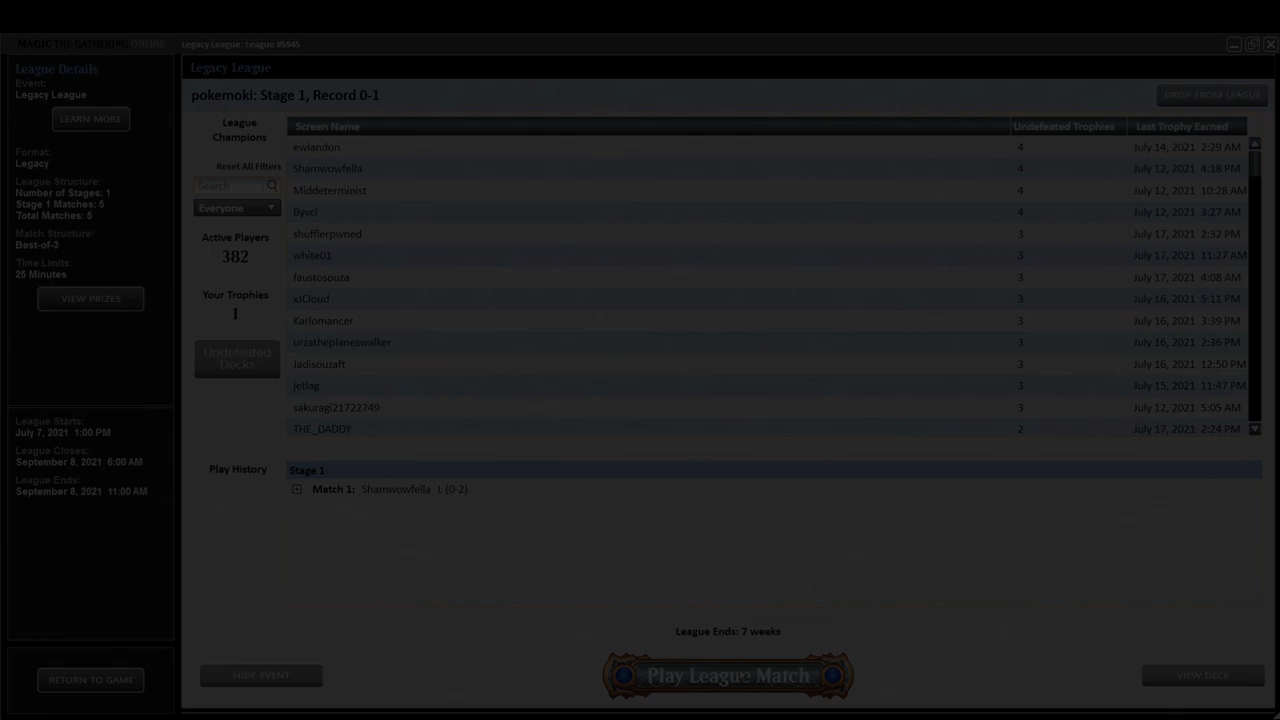 MAGIC THE GATHERING ONLINE
Legacy League: League #5945
League Details
Event:
Legacy League
LEARN MORE
Format:
Legacy
League Structure:
Number of Stages: 1
Stage 1 Matches: 5
Total Matches: 5
Match Structure:
Best-of-3
Time Limits:
25 Minutes
VIEW PRIZES
League Starts:
July 7, 2021 1:00 PM
League Closes:
September 8, 2021 6:00 AM
League Ends:
September 8, 2021 11:00 AM
RETURN TO GAME
Legacy League
pokemoki: Stage 1, Record 0-1
DROP FROM LEAGUE
League
Champions
Reset All Filters
Search
Everyone
Active Players
382
Your Trophies
1
Undefeated
Decks
Screen Name Undefeated Trophies Last Trophy Earned
ewlandon 4 July 14, 2021 2:29 AM
Shamwowfella 4 July 12, 2021 4:18 PM
Middeterminist 4 July 12, 2021 10:28 AM
Byvci 4 July 12, 2021 3:27 AM
shufflerpwned 3 July 17, 2021 2:32 PM
white01 3 July 17, 2021 11:27 AM
faustosouza 3 July 17, 2021 4:08 AM
xJCloud 3 July 16, 2021 5:11 PM
Karlomancer 3 July 16, 2021 3:39 PM
urzatheplaneswalker 3 July 16, 2021 2:36 PM
Jadisouzaft 3 July 16, 2021 12:50 PM
jetlag 3 July 15, 2021 11:47 PM
sakuragi21722749 3 July 12, 2021 5:05 AM
THE_DADDY 2 July 17, 2021 2:24 PM
Play History
Stage 1
Match 1: Shamwowfella L (0-2)
League Ends: 7 weeks
HIDE EVENT
Play League Match
VIEW DECK